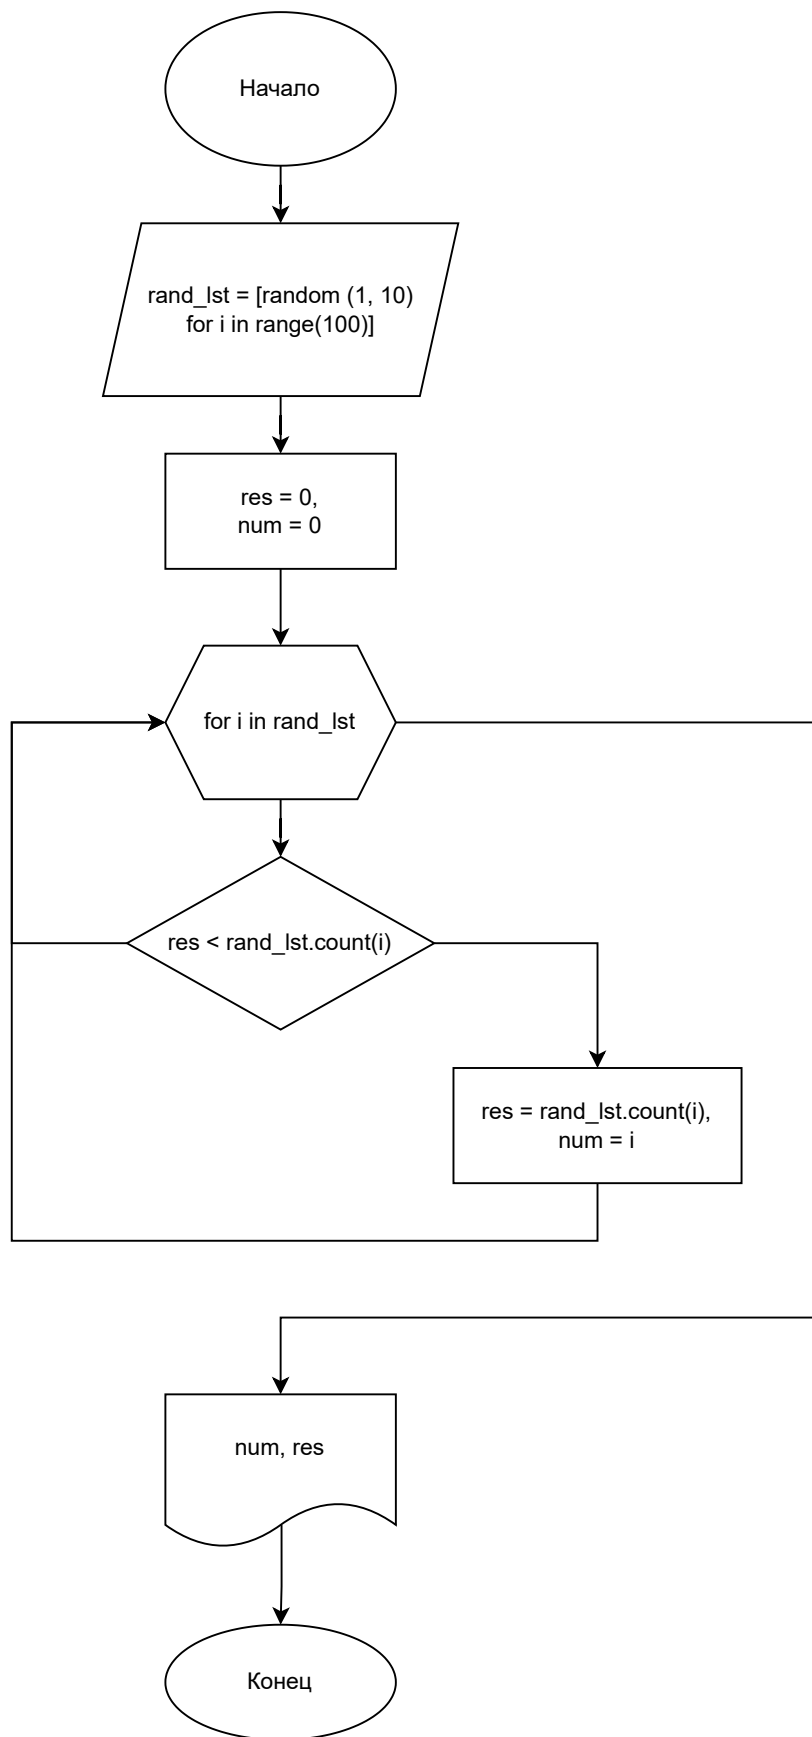 Начало
rand_lst = [random (1, 10)
for i in range(100)]
res = 0,
num = 0
for i in rand_lst
res < rand_lst.count(i)
res = rand_lst.count(i),
num = i
num, res
Конец